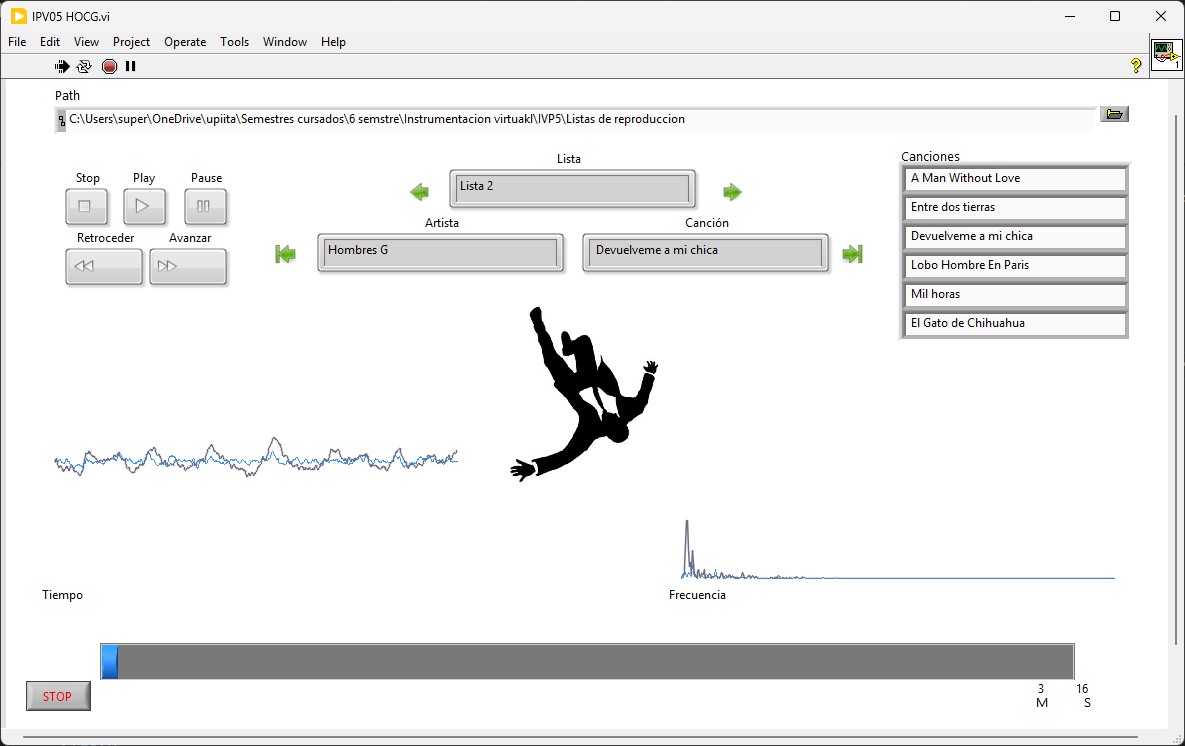 IPV05 HOCG.vi
File Edit View Project Operate Tools Window Help
1
Path
C:\Users\super\OneDrive\upiita\Semestres cursados\6 semstre\Instrumentacion virtuakl\IVP5\Listas de reproduccion
Stop Play Pause
Retroceder Avanzar
Lista
Lista 2
Artista Canción
Hombres G Devuelveme a mi chica
Canciones
A Man Without Love
Entre dos tierras
Devuelveme a mi chica
Lobo Hombre En Paris
Mil horas
El Gato de Chihuahua
Tiempo Frecuencia
3 16
M S
STOP